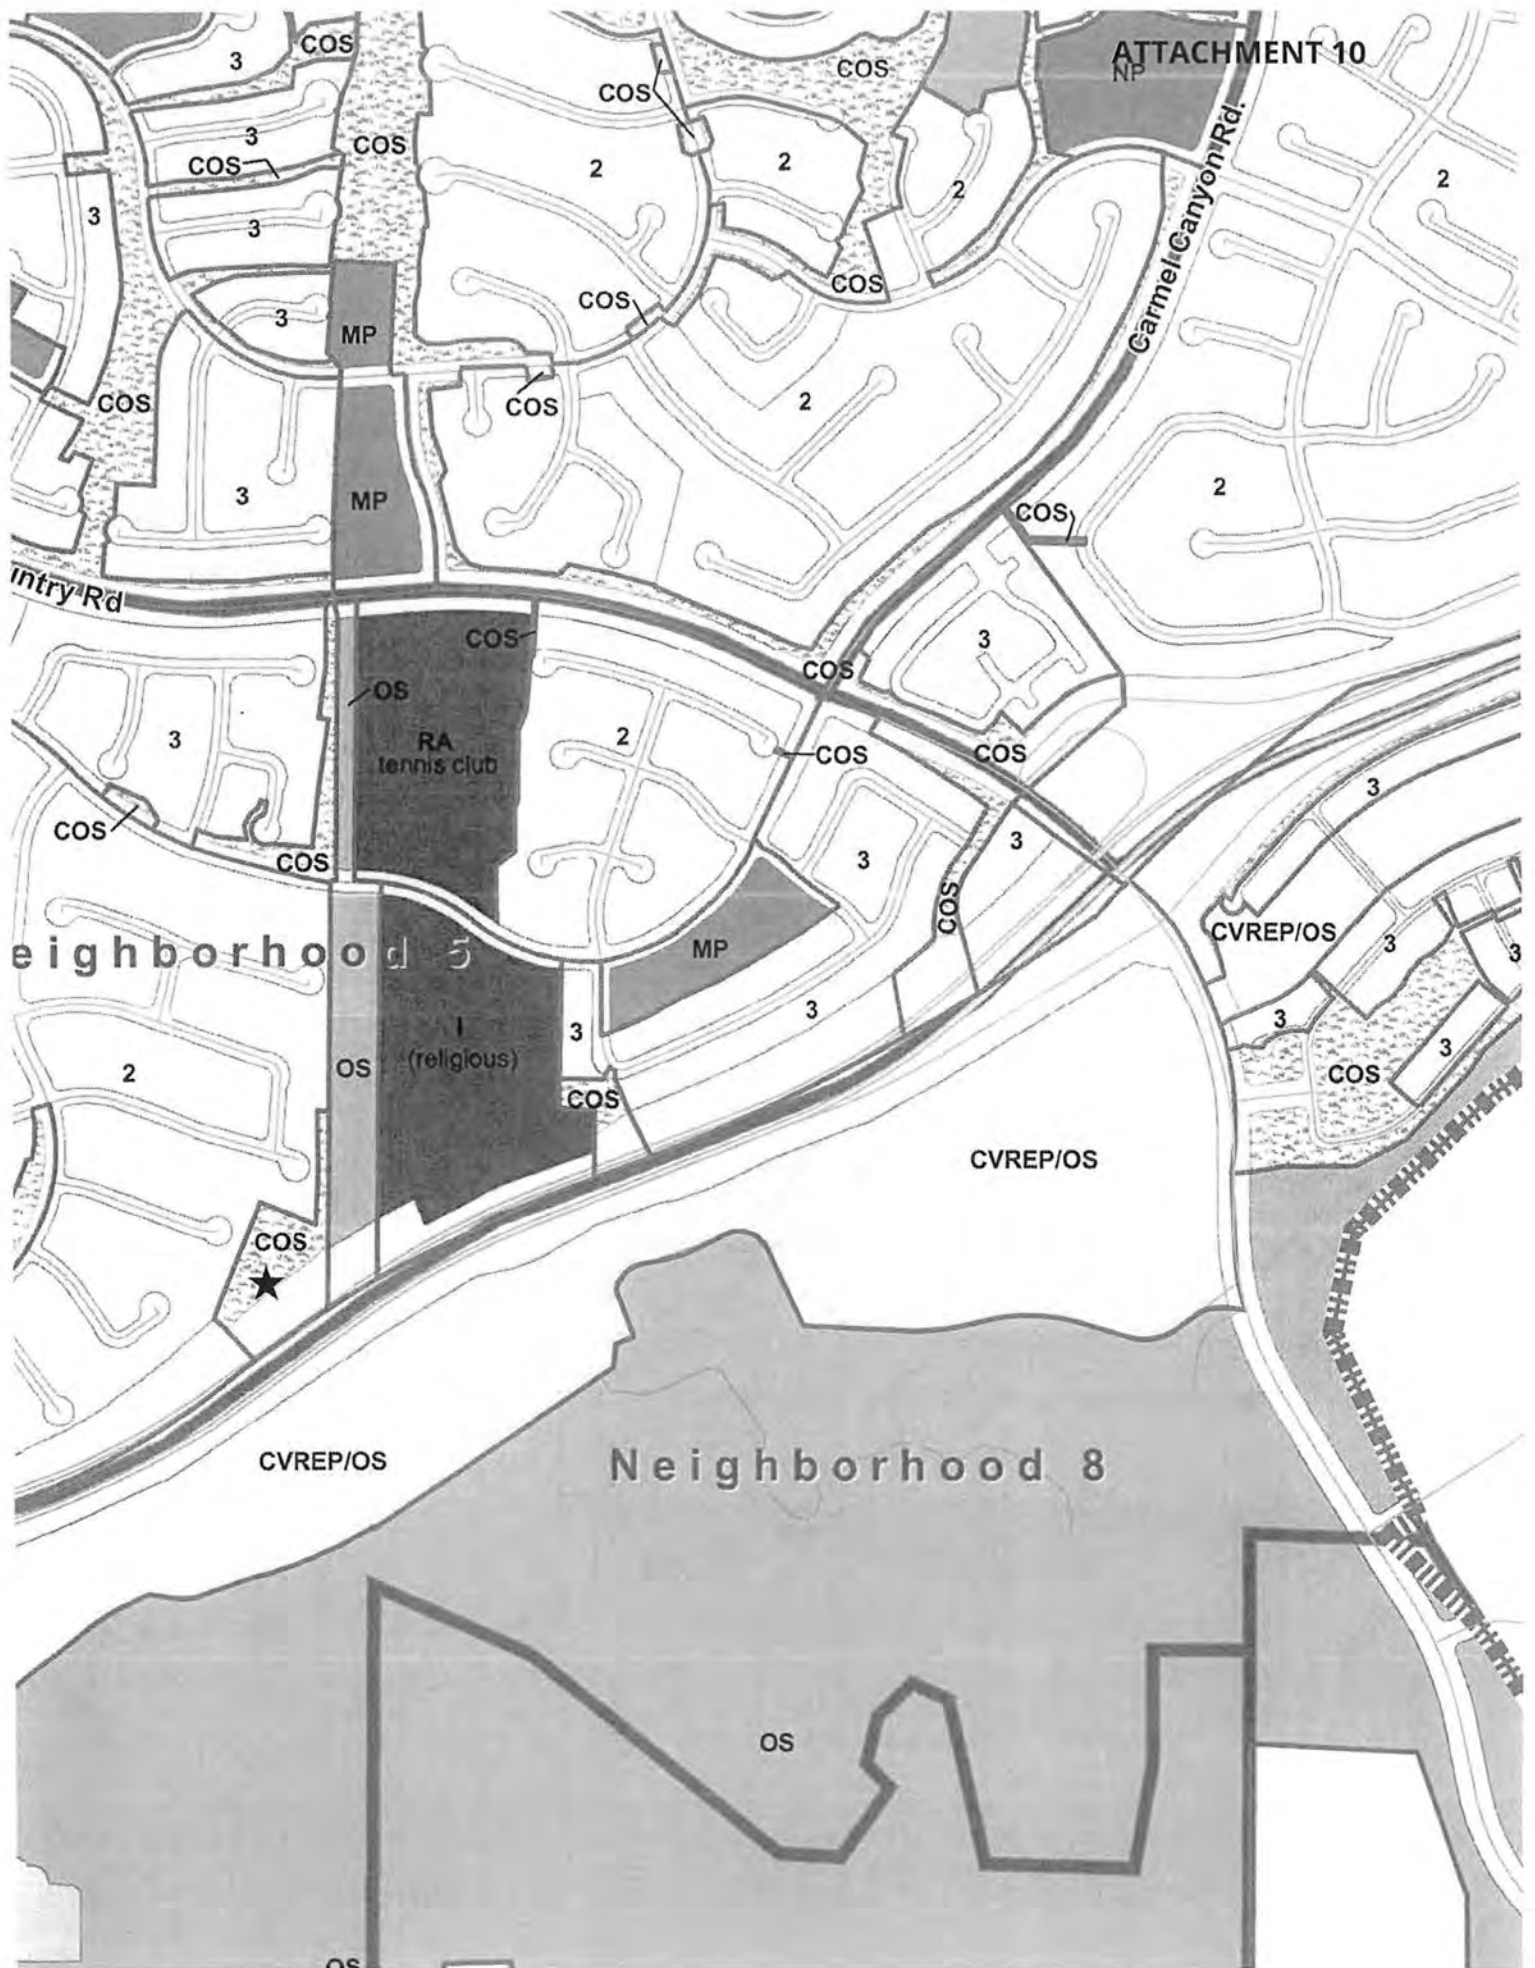 COS
3
ATTACHMENT 10
NP
COS
COS
3
COS
COS
2
2
2
2
3
3
Carmel Canyon Rd.
COS
COS
3
MP
COS
COS
2
3
MP
2
COS
untry Rd
COS
3
COS
OS
3
RA
tennis club
2
COS
COS
3
COS
COS
3
3
3
COS
CVREP/OS
3
3
eighborhood 5
MP
I
(religious)
3
3
3
3
OS
2
COS
COS
CVREP/OS
COS
CVREP/OS
Neighborhood 8
OS
OS